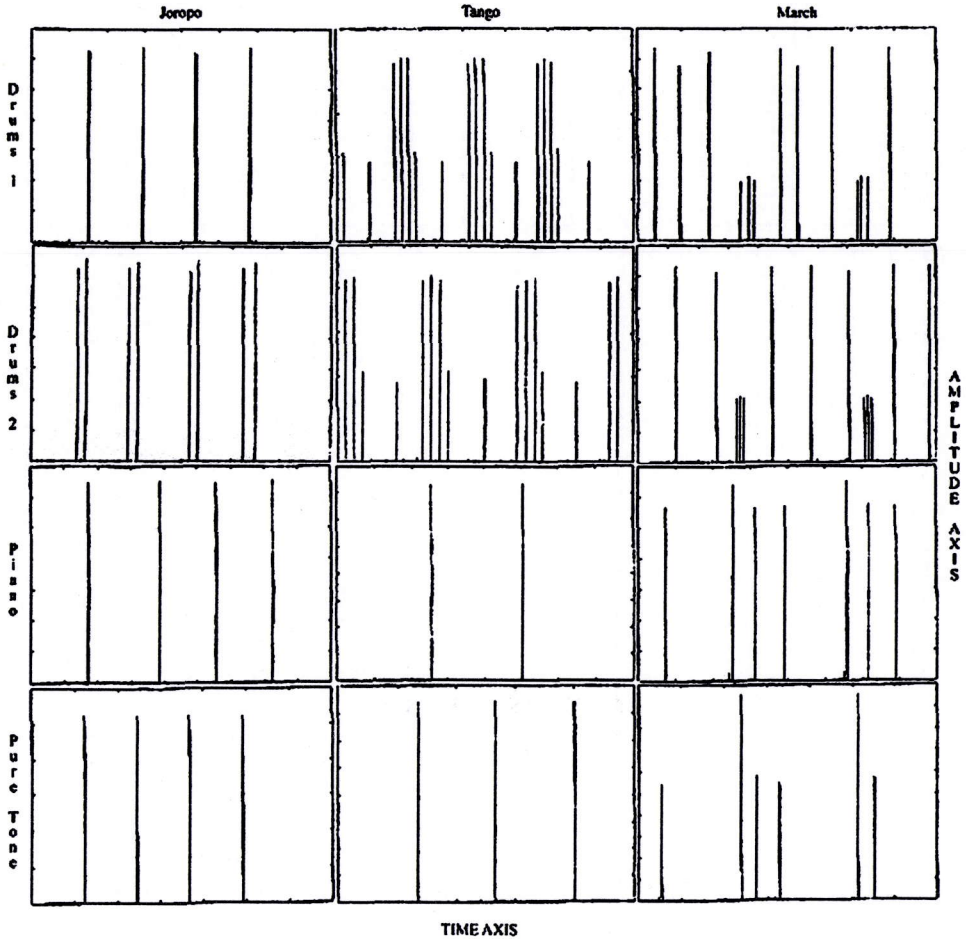 Joropo Tango March
Drums 1
Drums 2
Piano
Pure Tone
AMPLITUDE AXIS
TIME AXIS